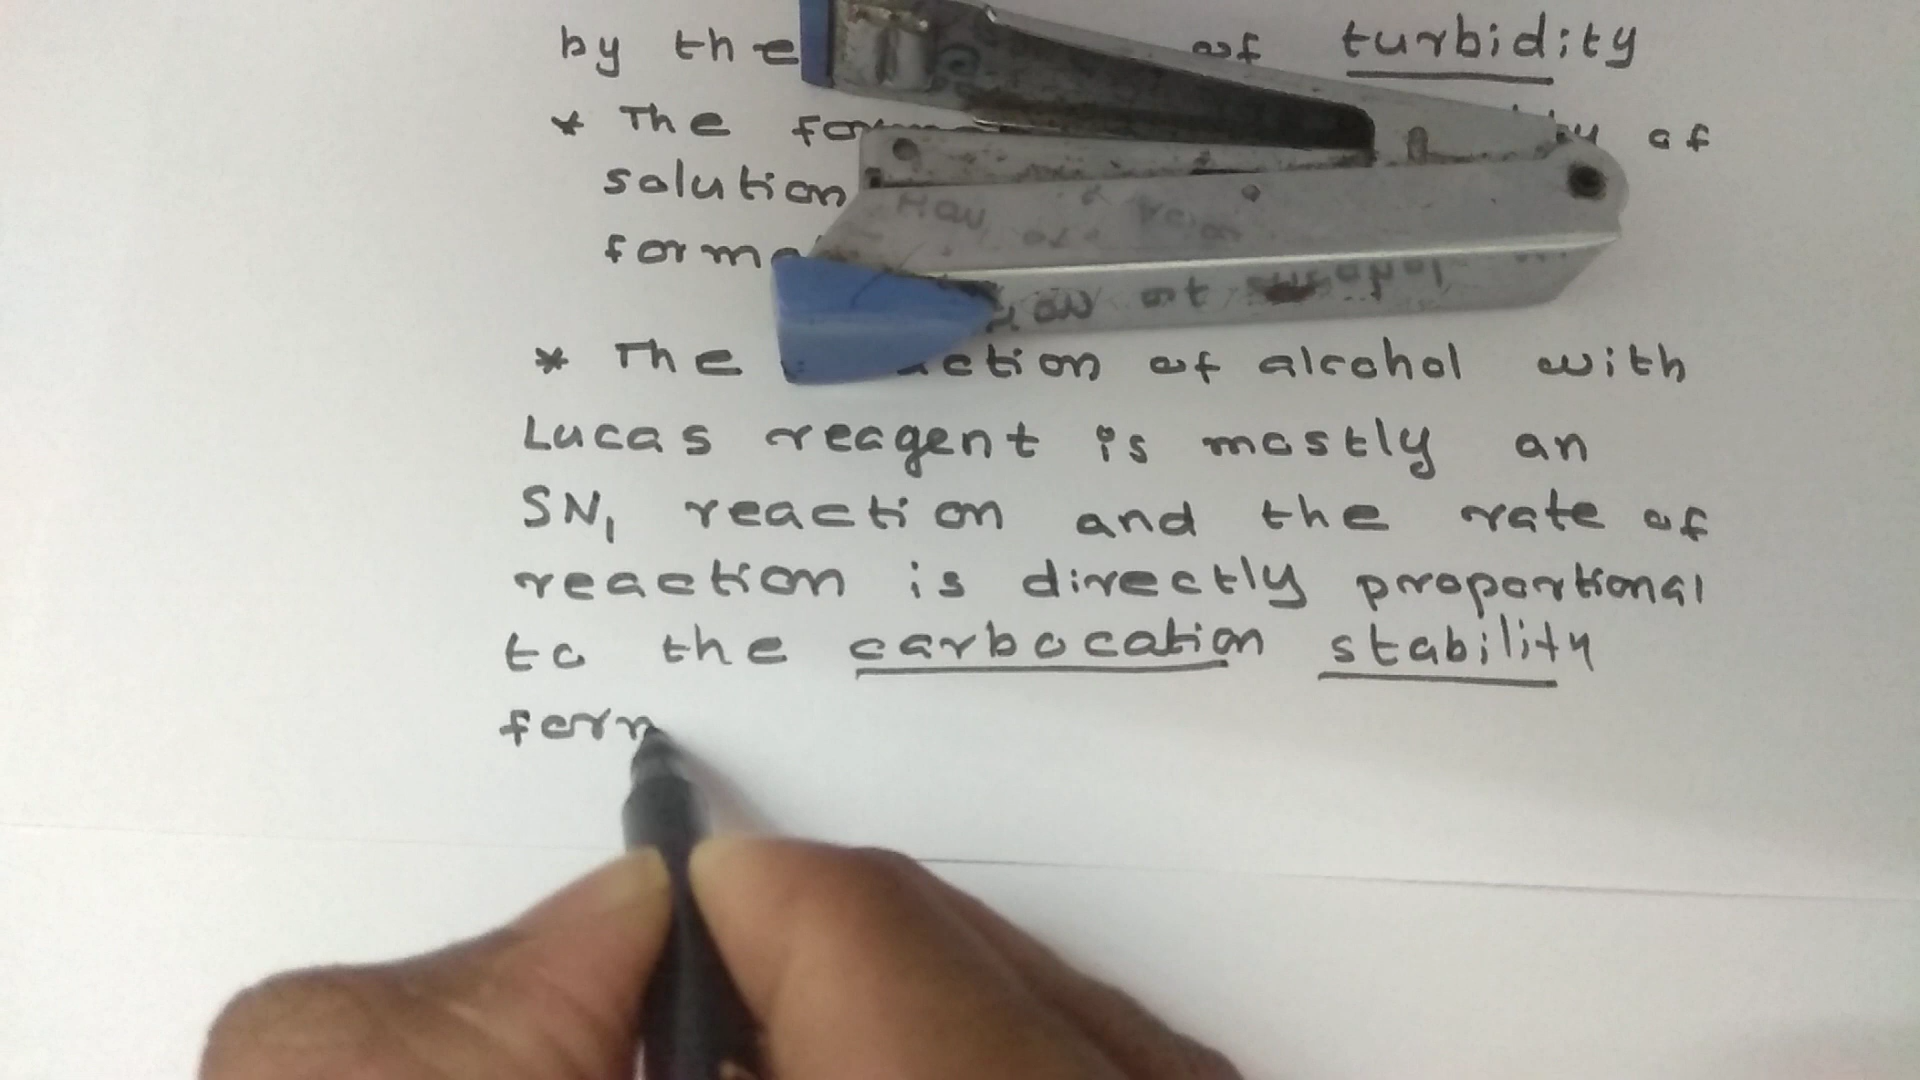 by the of turbidity
* The of
solution
* The of alcohol with
Lucas reagent is mostly an
SN1 reaction and the rate of
reaction is directly proportional
to the carbocation stability
form